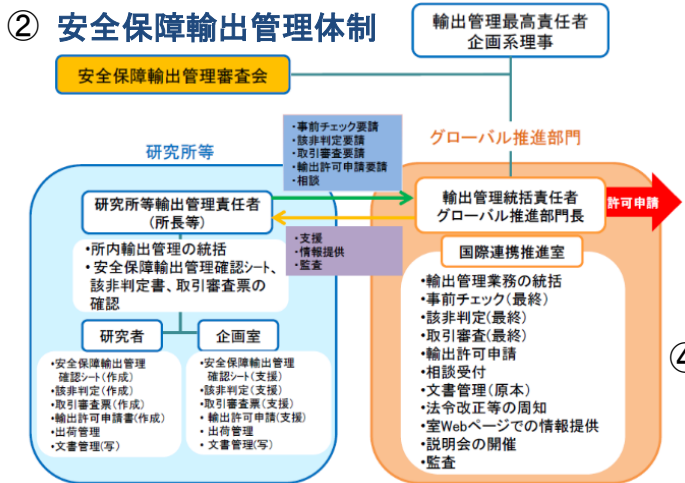 ② 安全保障輸出管理体制
輸出管理最高責任者
企画系理事
安全保障輸出管理審査会
研究所等
・事前チェック要請
・該非判定要請
・取引審査要請
・輸出許可申請要請
・相談
グローバル推進部門
研究所等輸出管理責任者
(所長等)
輸出管理統括責任者
グローバル推進部門長
許可申請
・支援
・情報提供
・監査
・所内輸出管理の統括
・安全保障輸出管理確認シート、
該非判定書、取引審査票の
確認
研究者
企画室
・安全保障輸出管理
確認シート(作成)
・該非判定(作成)
・取引審査票(作成)
・輸出許可申請書(作成)
・出荷管理
・文書管理(写)
・安全保障輸出管理
確認シート(支援)
・該非判定(支援)
・取引審査票(支援)
・輸出許可申請(支援)
・出荷管理
・文書管理(写)
国際連携推進室
・輸出管理業務の統括
・事前チェック(最終)
・該非判定(最終)
・取引審査(最終)
・輸出許可申請
・相談受付
・文書管理(原本)
・法令改正等の周知
・室Webページでの情報提供
・説明会の開催
・監査
④